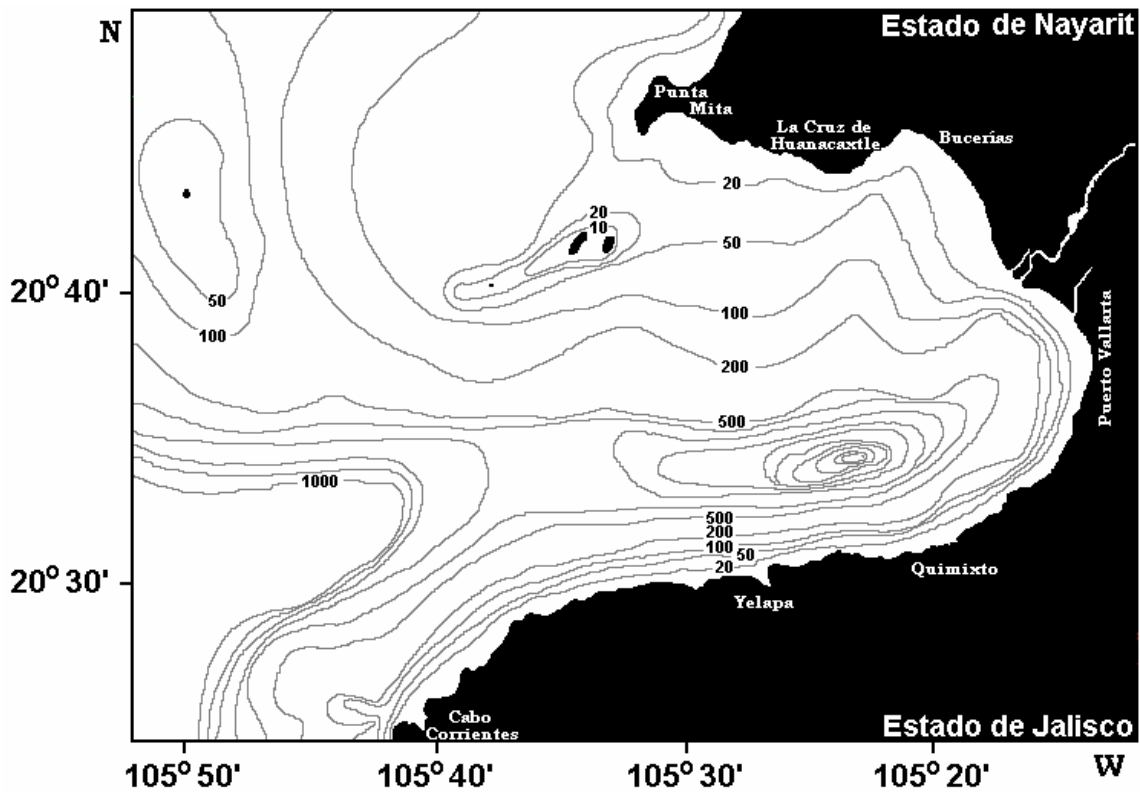 N
Estado de Nayarit
Punta
Mita
La Cruz de
Huanacaxtle
Bucerías
20
20
10
50
20° 40'
50
100
100
200
Puerto Vallarta
500
1000
500
200
100
50
20
20° 30'
Quimixto
Yelapa
Cabo
Corrientes
Estado de Jalisco
105° 50'
105° 40'
105° 30'
105° 20'
W